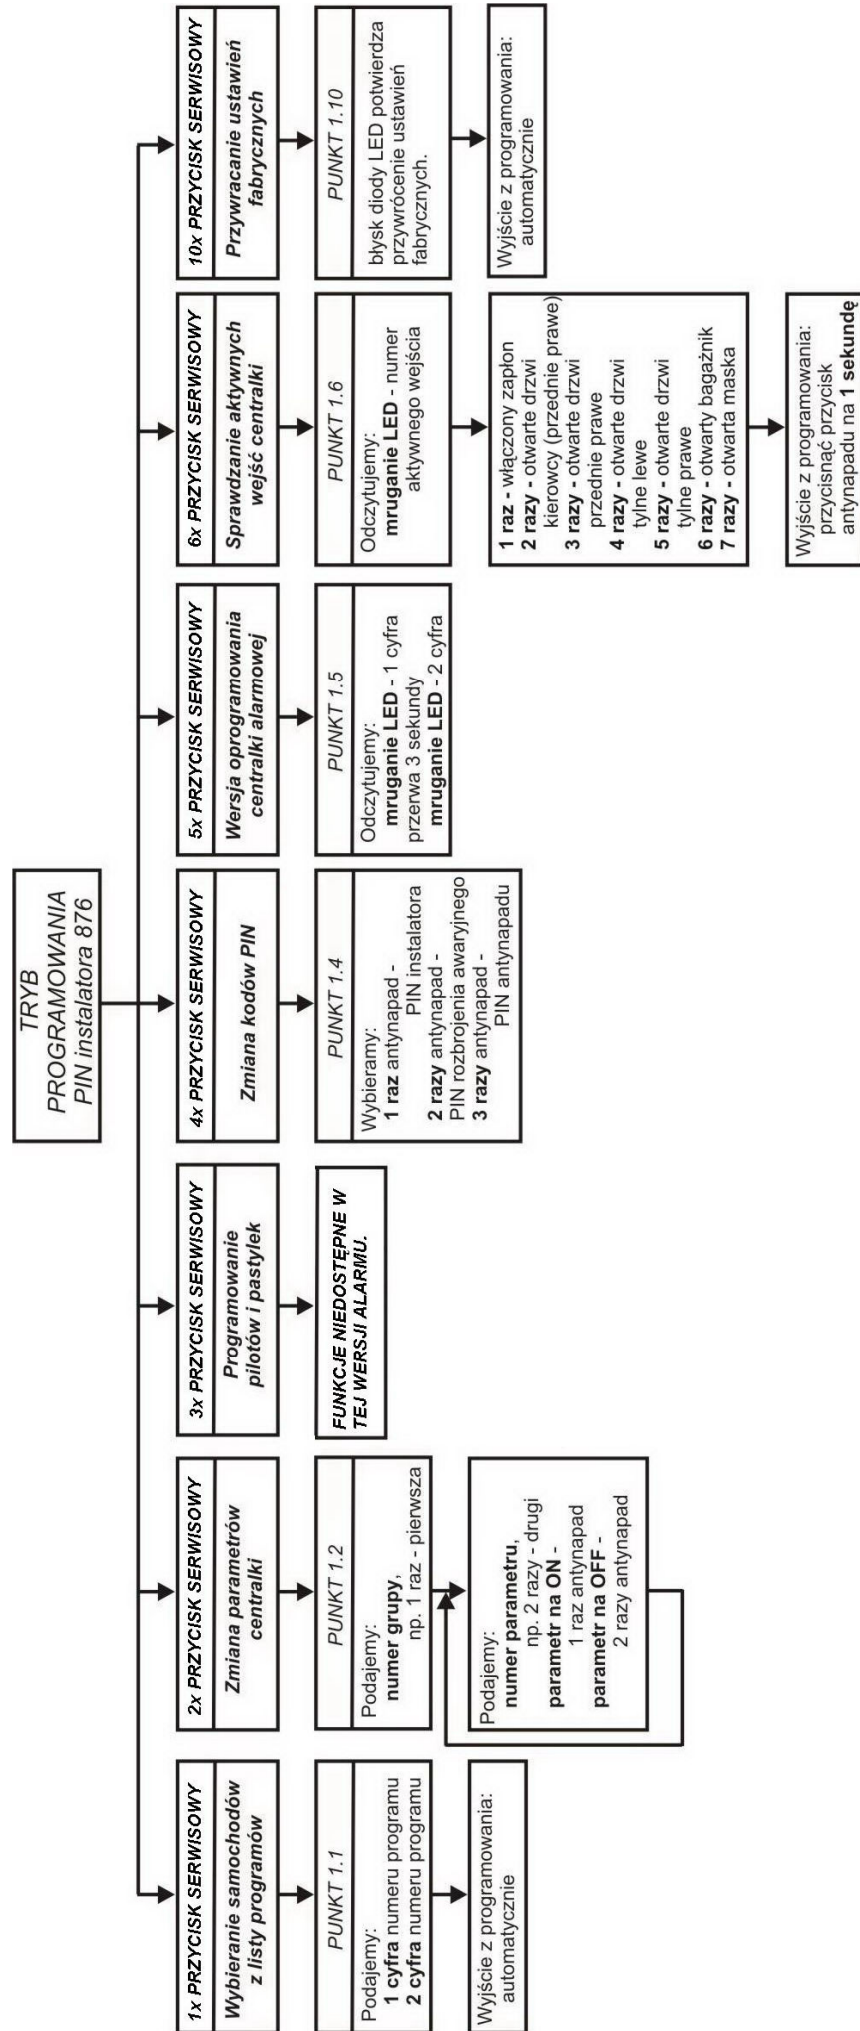 TRYB
PROGRAMOWANIA
PIN instalatora 876
1x PRZYCISK SERWISOWY
Wybieranie samochodów
z listy programów
PUNKT 1.1
Podajemy:
1 cyfra numeru programu
2 cyfra numeru programu
Wyjście z programowania:
automatycznie
2x PRZYCISK SERWISOWY
Zmiana parametrów
centralki
PUNKT 1.2
Podajemy:
numer grupy,
np. 1 raz - pierwsza
Podajemy:
numer parametru,
np. 2 razy - drugi
parametr na ON -
1 raz antynapad
parametr na OFF -
2 razy antynapad
3x PRZYCISK SERWISOWY
Programowanie
pilotów i pastylek
FUNKCJE NIEDOSTĘPNE W
TEJ WERSJI ALARMU.
4x PRZYCISK SERWISOWY
Zmiana kodów PIN
PUNKT 1.4
Wybieramy:
1 raz antynapad -
PIN instalatora
2 razy antynapad -
PIN rozbrojenia awaryjnego
3 razy antynapad -
PIN antynapadu
5x PRZYCISK SERWISOWY
Wersja oprogramowania
centralki alarmowej
PUNKT 1.5
Odczytujemy:
mruganie LED - 1 cyfra
przerwa 3 sekundy
mruganie LED - 2 cyfra
6x PRZYCISK SERWISOWY
Sprawdzanie aktywnych
wejść centralki
PUNKT 1.6
Odczytujemy:
mruganie LED - numer
aktywnego wejścia
1 raz - włączony zapłon
2 razy - otwarte drzwi
kierowcy (przednie prawe)
3 razy - otwarte drzwi
przednie prawe
4 razy - otwarte drzwi
tylne lewe
5 razy - otwarte drzwi
tylne prawe
6 razy - otwarty bagażnik
7 razy - otwarta maska
Wyjście z programowania:
przycisnąć przycisk
antynapadu na 1 sekundę
10x PRZYCISK SERWISOWY
Przywracanie ustawień
fabrycznych
PUNKT 1.10
błysk diody LED potwierdza
przywrócenie ustawień
fabrycznych.
Wyjście z programowania:
automatycznie